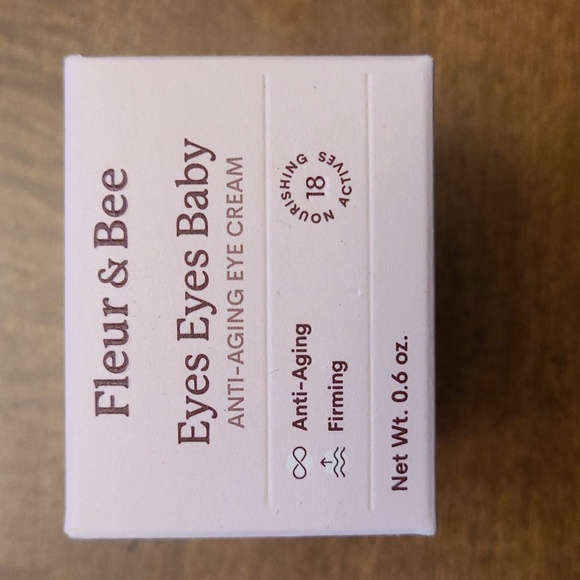 Fleur & Bee
Eyes Eyes Baby
ANTI-AGING EYE CREAM
Anti-Aging
Firming
18
NOURISHING ACTIVES
Net Wt. 0.6 oz.